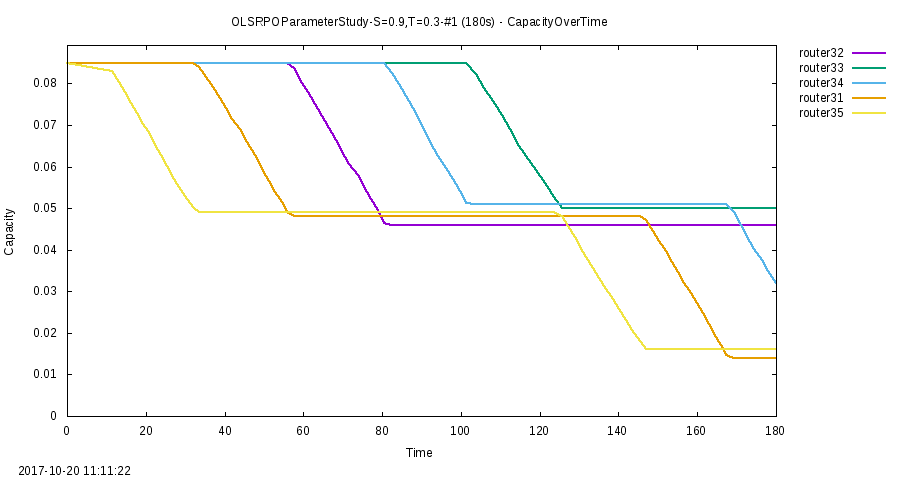 OLSRPOParameterStudy-S=0.9,T=0.3-#1 (180s) - CapacityOverTime
router32
router33
router34
router31
router35
0.08
0.07
0.06
0.05
0.04
0.03
0.02
0.01
0
Capacity
0 20 40 60 80 100 120 140 160 180
Time
2017-10-20 11:11:22